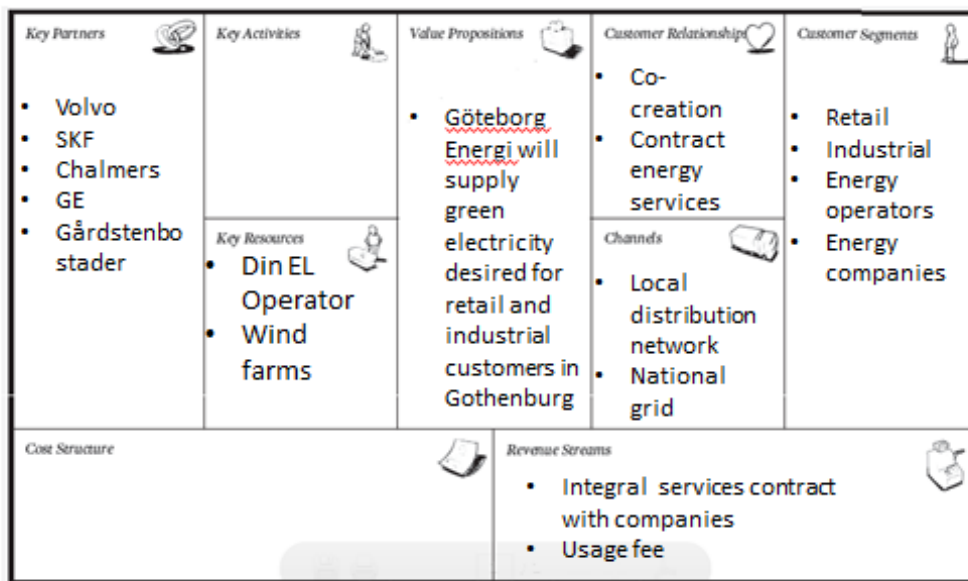 Key Partners
• Volvo
• SKF
• Chalmers
• GE
• Gårdstenbo
stader
Key Activities
Key Resources
• Din EL
Operator
• Wind
farms
Value Propositions
• Göteborg
Energi will
supply
green
electricity
desired for
retail and
industrial
customers in
Gothenburg
Customer Relationships
• Co-
creation
• Contract
energy
services
Channels
• Local
distribution
network
• National
grid
Customer Segments
• Retail
• Industrial
• Energy
operators
• Energy
companies
Cost Structure
Revenue Streams
• Integral services contract
with companies
• Usage fee